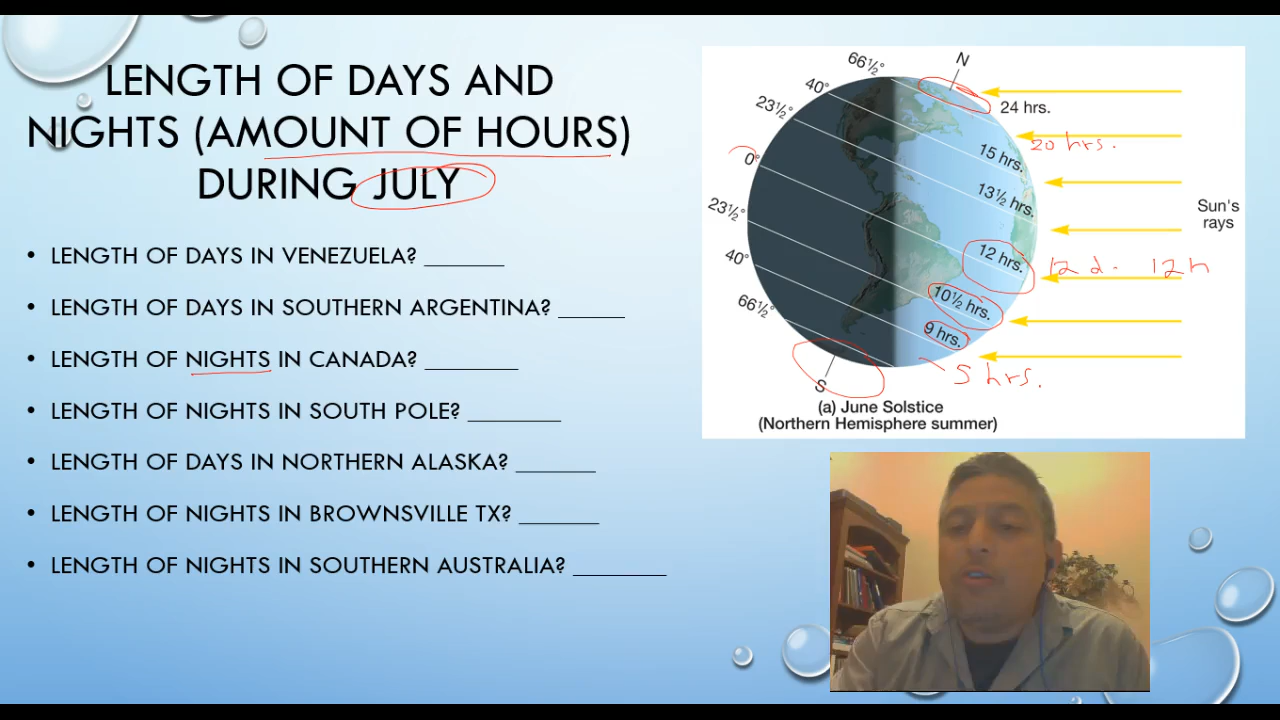 LENGTH OF DAYS AND
NIGHTS (AMOUNT OF HOURS)
DURING JULY
• LENGTH OF DAYS IN VENEZUELA? ________
• LENGTH OF DAYS IN SOUTHERN ARGENTINA? ______
• LENGTH OF NIGHTS IN CANADA? _________
• LENGTH OF NIGHTS IN SOUTH POLE? _________
• LENGTH OF DAYS IN NORTHERN ALASKA? ________
• LENGTH OF NIGHTS IN BROWNSVILLE TX? ________
• LENGTH OF NIGHTS IN SOUTHERN AUSTRALIA? _________
N
66½°
40°
23½°
0°
23½°
40°
66½°
S
24 hrs.
20 hrs.
15 hrs.
13½ hrs.
12 hrs.
12 d - 12 n
10½ hrs.
9 hrs.
5 hrs.
Sun's
rays
(a) June Solstice
(Northern Hemisphere summer)